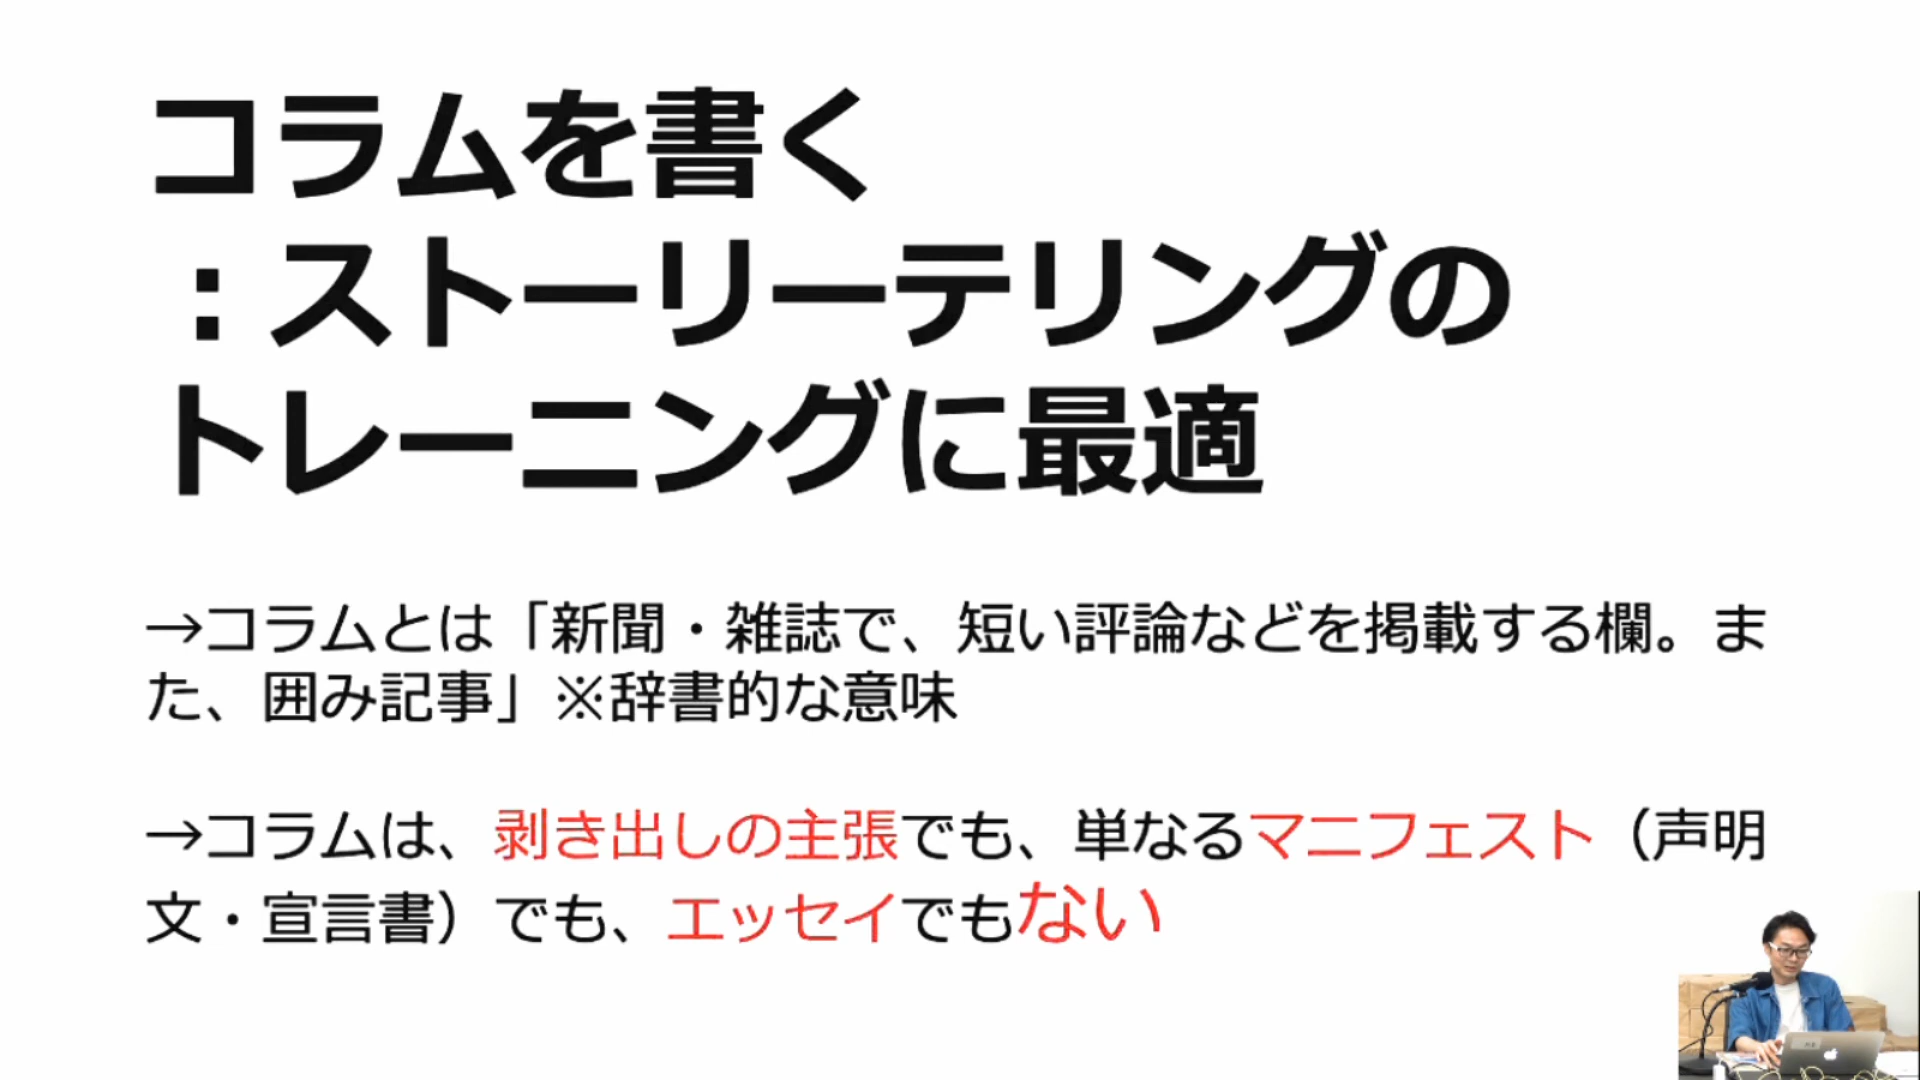 コラムを書く
：ストーリーテリングの
トレーニングに最適
→コラムとは「新聞・雑誌で、短い評論などを掲載する欄。ま
た、囲み記事」※辞書的な意味
→コラムは、剥き出しの主張でも、単なるマニフェスト（声明
文・宣言書）でも、エッセイでもない